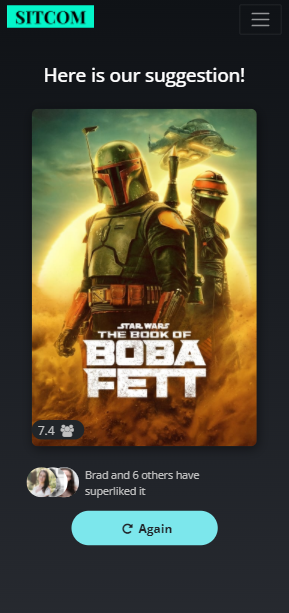 SITCOM
Here is our suggestion!
STAR WARS
THE BOOK OF
BOBA
FETT
7.4
Brad and 6 others have
superliked it
Again